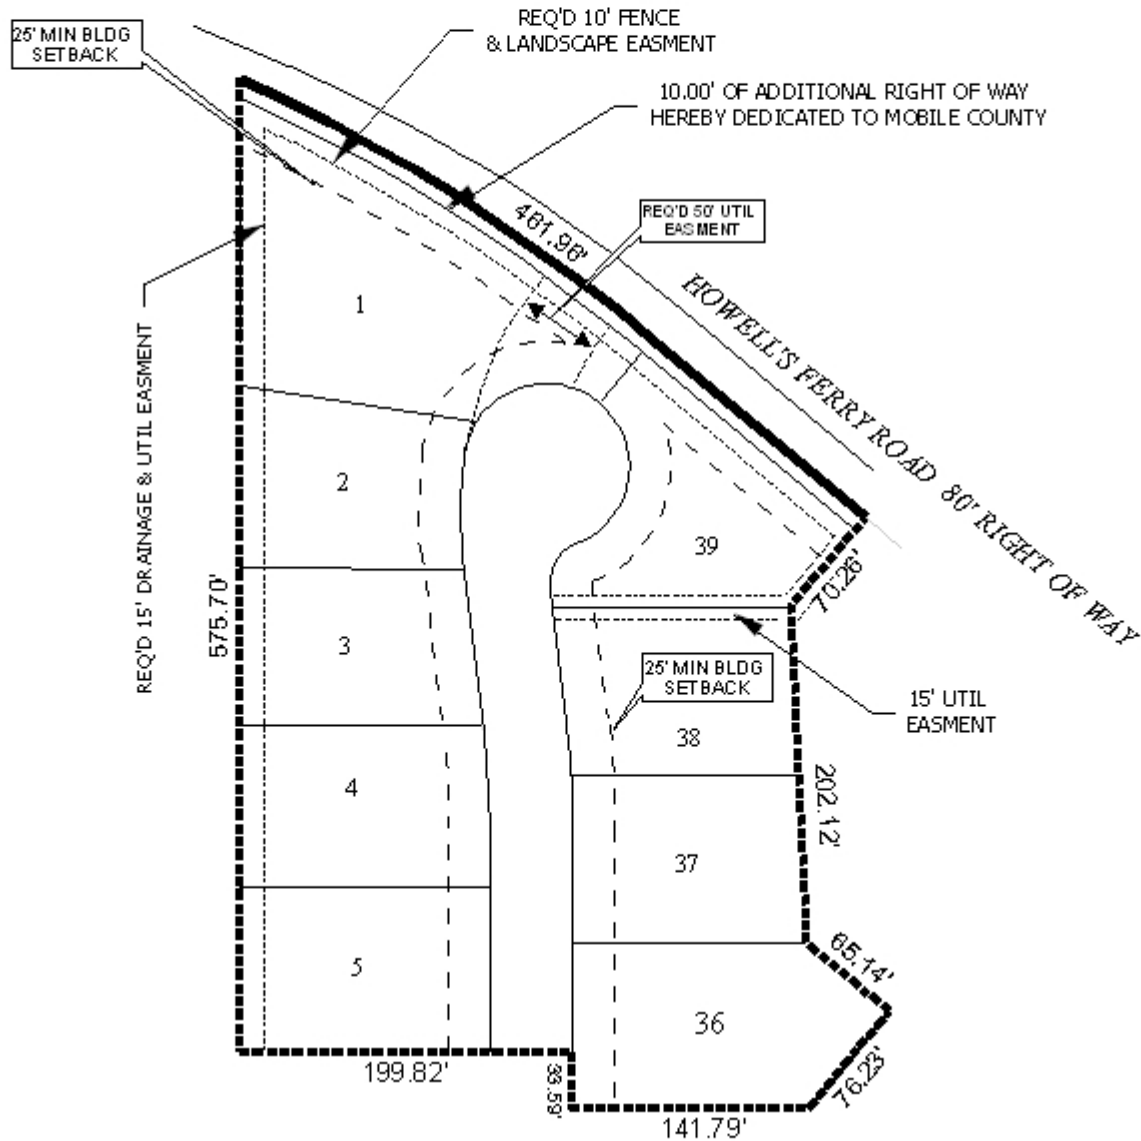 REQ'D 10' FENCE
& LANDSCAPE EASMENT
25' MIN BLDG
SETBACK
10.00' OF ADDITIONAL RIGHT OF WAY
HEREBY DEDICATED TO MOBILE COUNTY
REQ'D 50' UTIL
EASMENT
461.96'
HOWELL'S FERRY ROAD 80' RIGHT OF WAY
1
REQ'D 15' DRAINAGE & UTIL EASMENT
2
39
70.26'
575.70'
3
25' MIN BLDG
SETBACK
15' UTIL
EASMENT
38
4
202.12'
37
65.14'
5
36
199.82'
33.59'
76.23'
141.79'